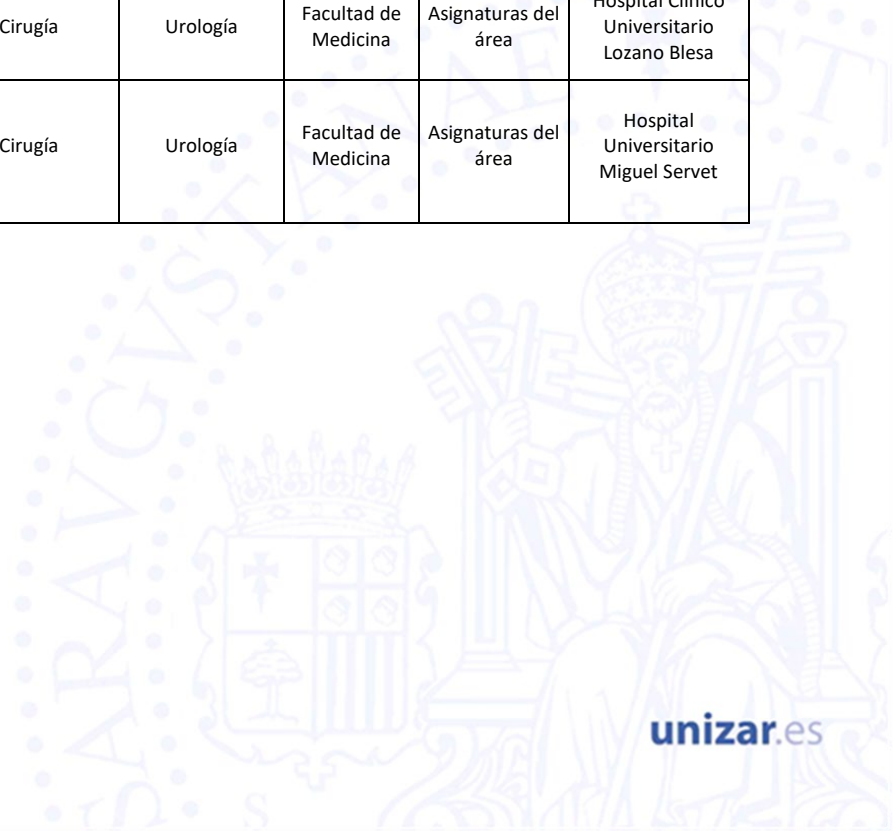 Cirugía
Urología
Facultad de
Medicina
Asignaturas del
área
Hospital Clínico
Universitario
Lozano Blesa
Cirugía
Urología
Facultad de
Medicina
Asignaturas del
área
Hospital
Universitario
Miguel Servet
unizar.es